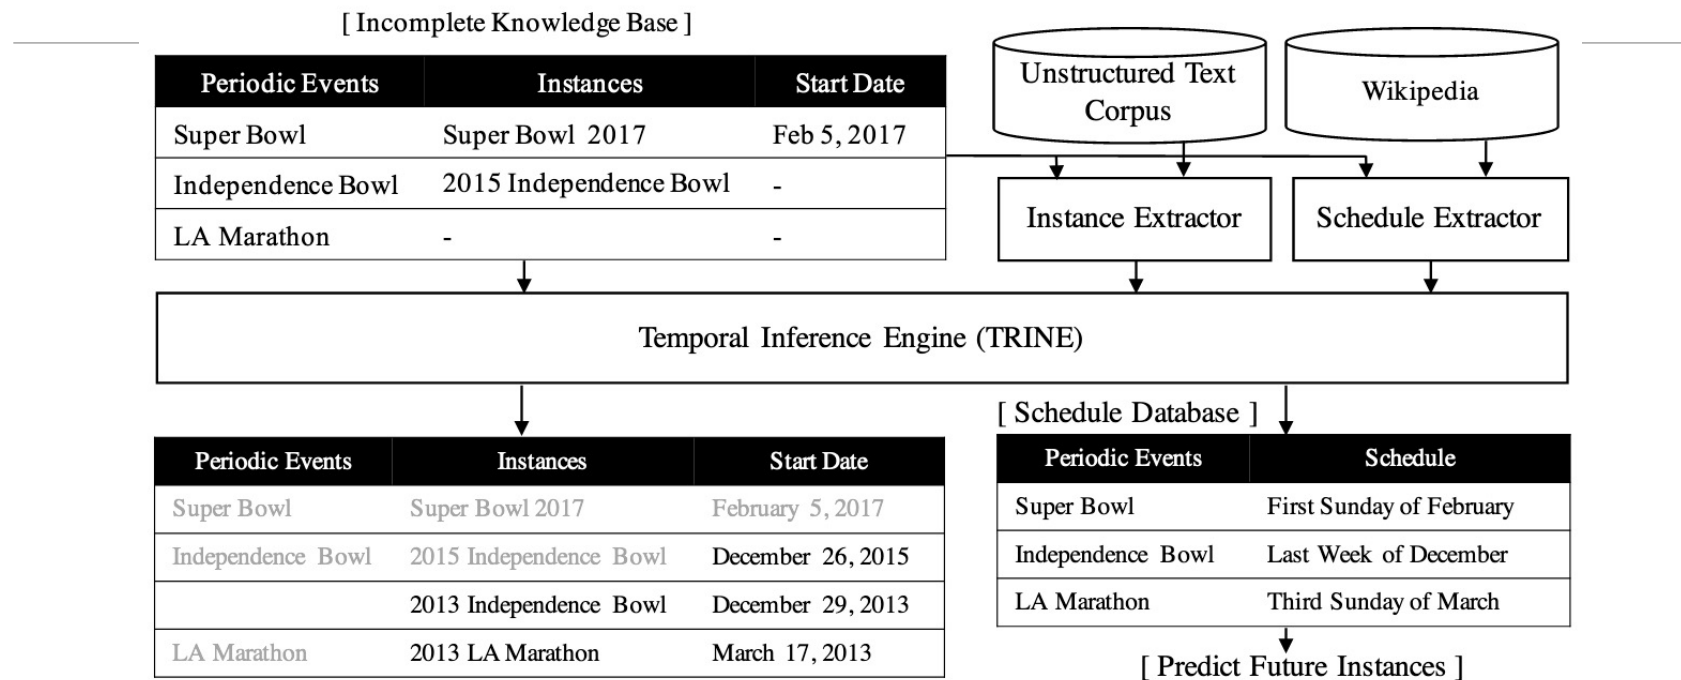 [ Incomplete Knowledge Base ]
Periodic Events Instances Start Date
Super Bowl Super Bowl 2017 Feb 5, 2017
Independence Bowl 2015 Independence Bowl -
LA Marathon - -
Unstructured Text
Corpus
Wikipedia
Instance Extractor
Schedule Extractor
Temporal Inference Engine (TRINE)
Periodic Events Instances Start Date
Super Bowl Super Bowl 2017 February 5, 2017
Independence Bowl 2015 Independence Bowl December 26, 2015
2013 Independence Bowl December 29, 2013
LA Marathon 2013 LA Marathon March 17, 2013
[ Schedule Database ]
Periodic Events Schedule
Super Bowl First Sunday of February
Independence Bowl Last Week of December
LA Marathon Third Sunday of March
[ Predict Future Instances ]